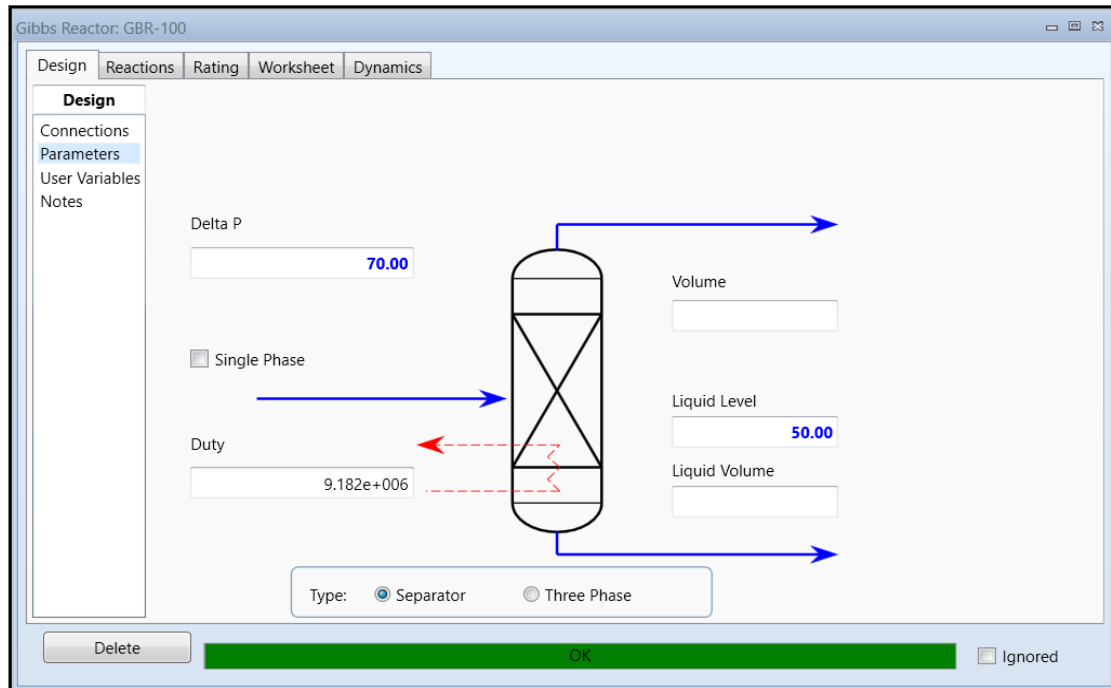 Gibbs Reactor: GBR-100
Design Reactions Rating Worksheet Dynamics
Design
Connections
Parameters
User Variables
Notes
Delta P
70.00
Single Phase
Duty
9.182e+006
Volume
Liquid Level
50.00
Liquid Volume
Type: Separator Three Phase
Delete
OK
Ignored